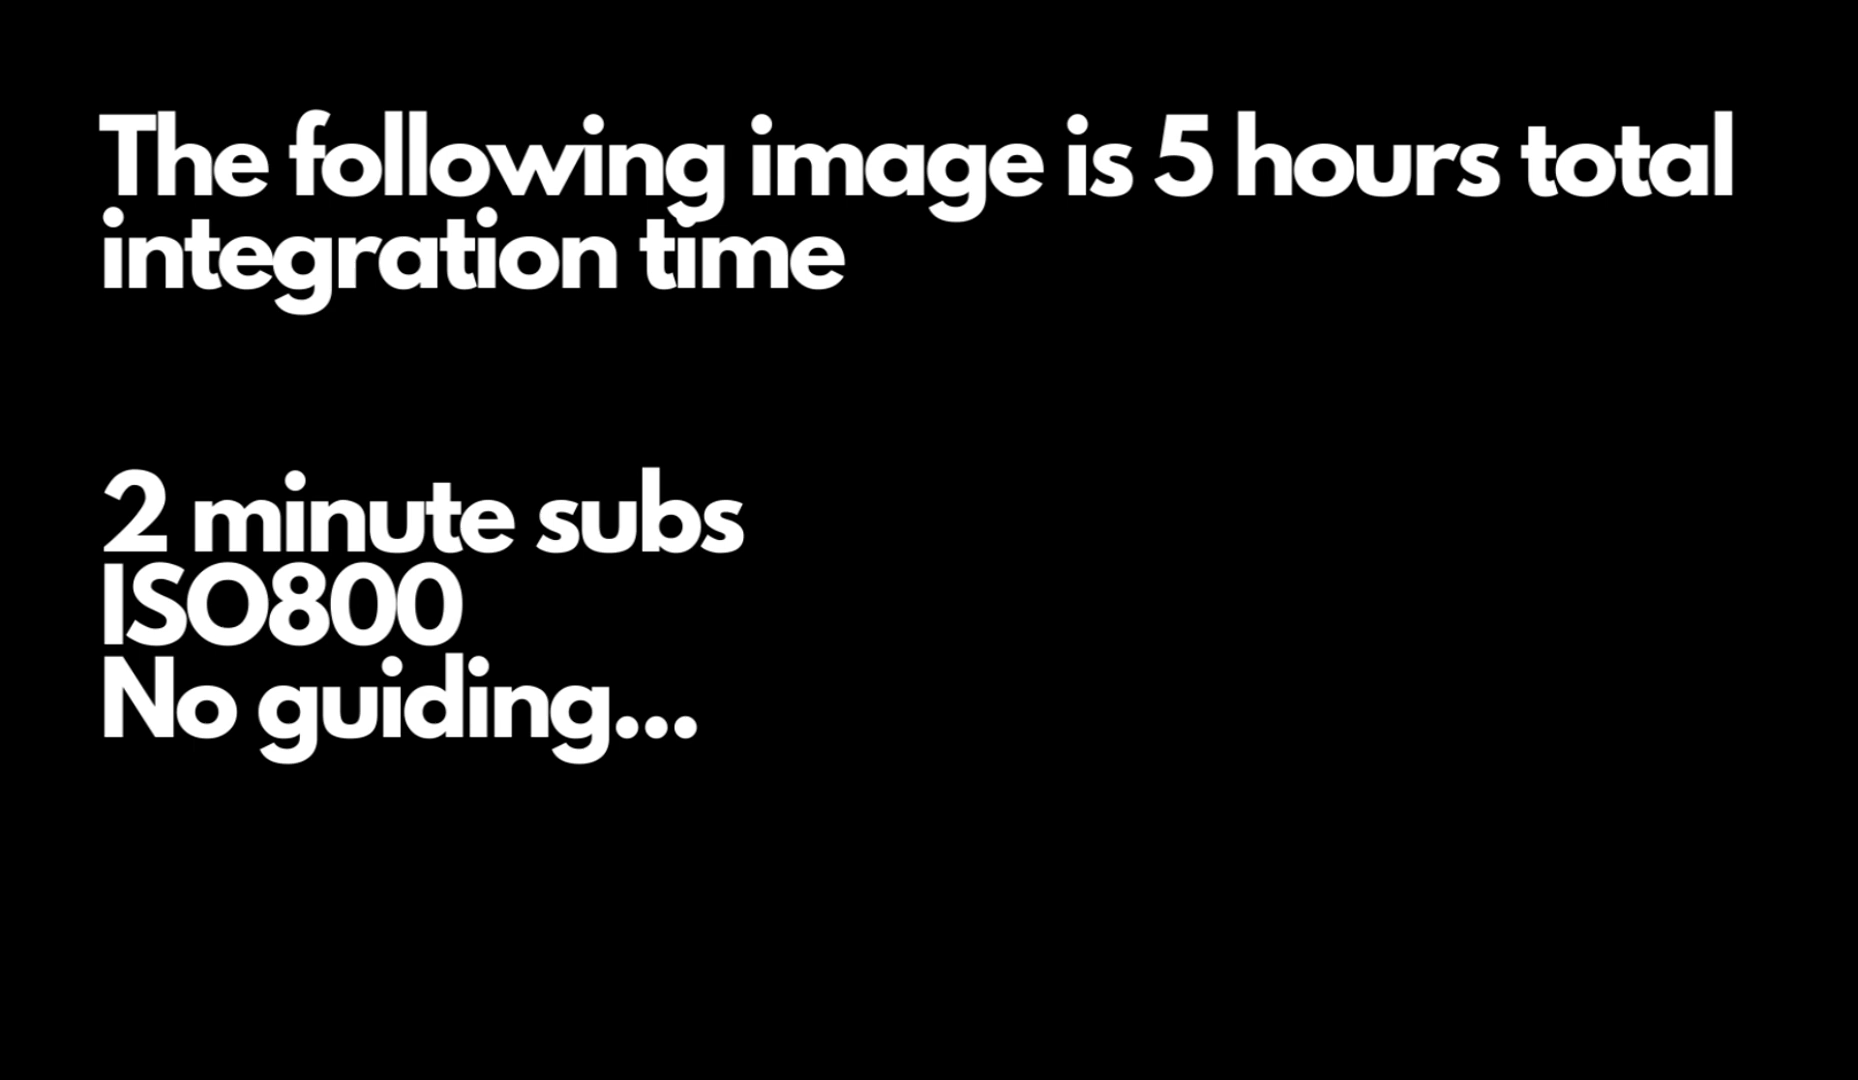 The following image is 5 hours total
integration time
2 minute subs
ISO800
No guiding...